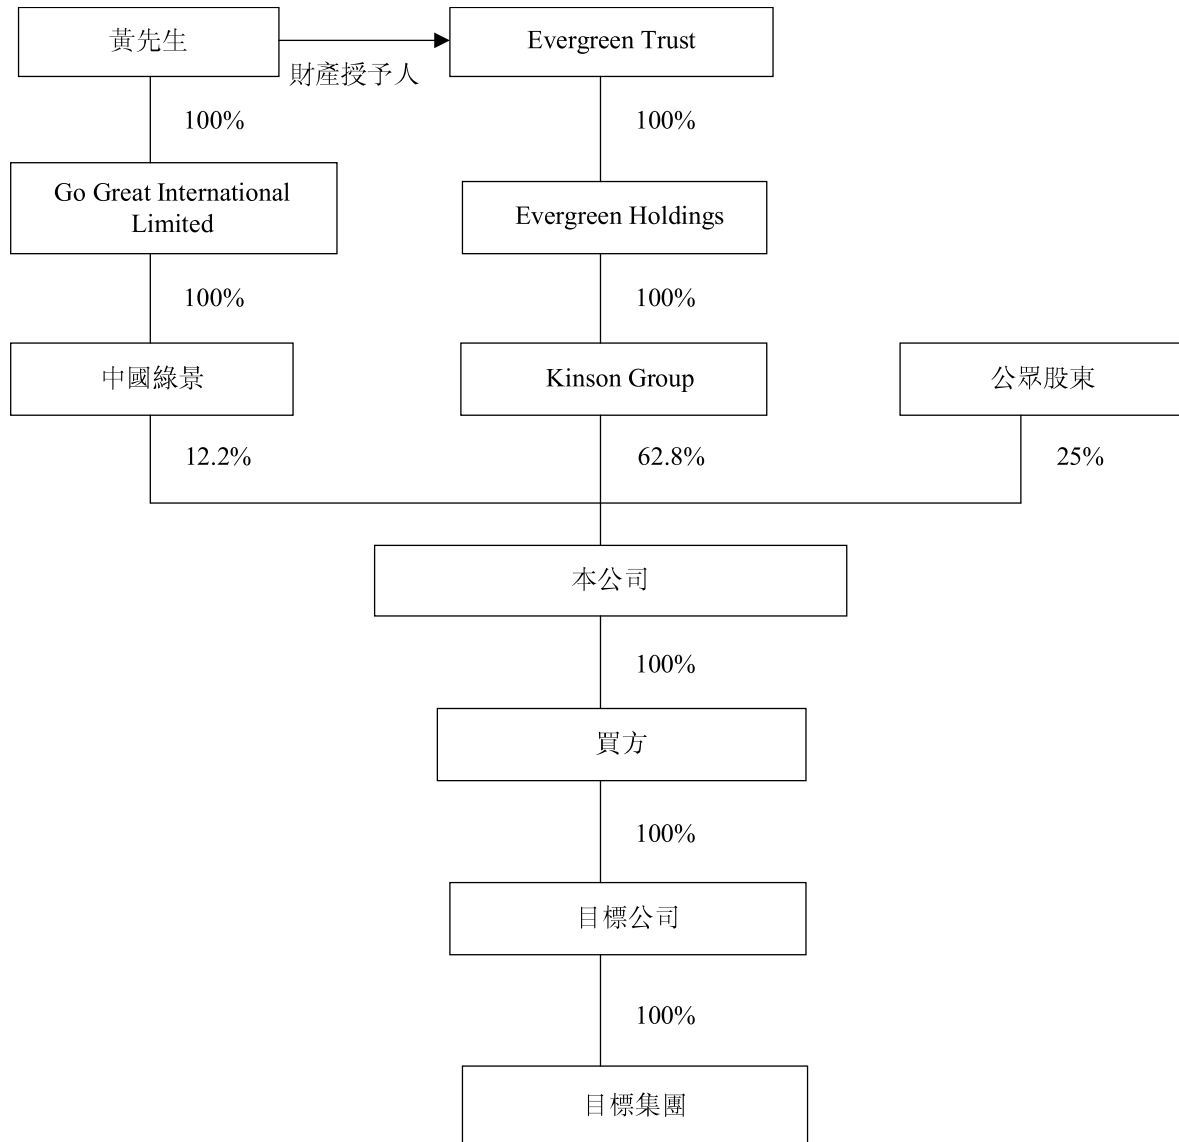 黃先生
財產授予人
Evergreen Trust
100%
100%
Go Great International
Limited
Evergreen Holdings
100%
100%
中國綠景
Kinson Group
公眾股東
12.2%
62.8%
25%
本公司
100%
買方
100%
目標公司
100%
目標集團